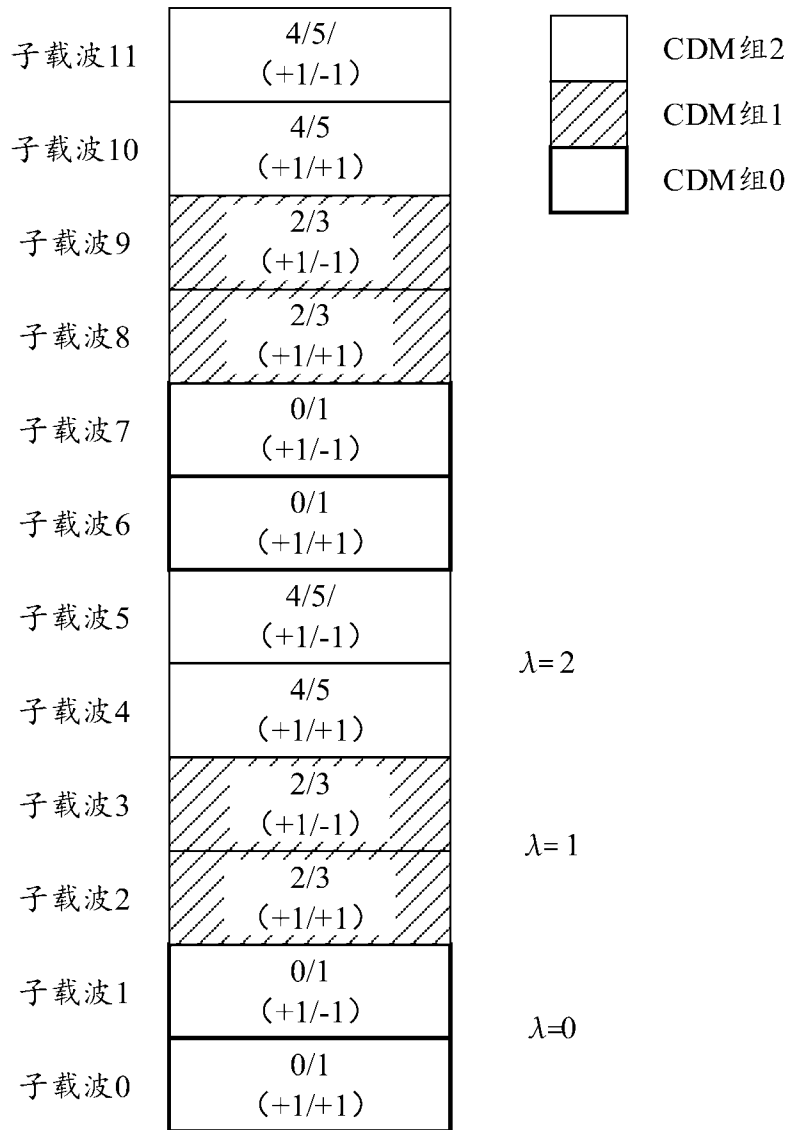 子载波11
4/5/
(+1/-1)
子载波10
4/5
(+1/+1)
子载波9
2/3
(+1/-1)
子载波8
2/3
(+1/+1)
子载波7
0/1
(+1/-1)
子载波6
0/1
(+1/+1)
子载波5
4/5/
(+1/-1)
子载波4
4/5
(+1/+1)
子载波3
2/3
(+1/-1)
子载波2
2/3
(+1/+1)
子载波1
0/1
(+1/-1)
子载波0
0/1
(+1/+1)
λ=2
λ=1
λ=0
CDM组2
CDM组1
CDM组0